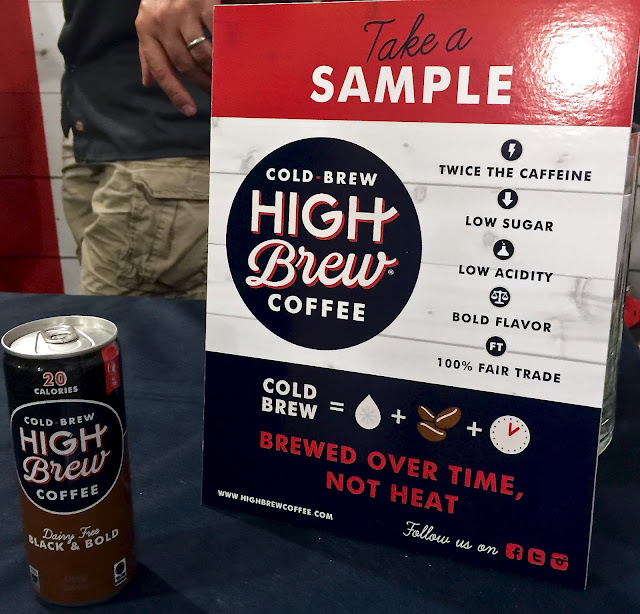 Take a
SAMPLE
COLD-BREW
HIGH
Brew®
COFFEE
TWICE THE CAFFEINE
LOW SUGAR
LOW ACIDITY
BOLD FLAVOR
FT
100% FAIR TRADE
COLD
BREW = + +
BREWED OVER TIME,
NOT HEAT
WWW.HIGHBREWCOFFEE.COM
Follow us on
20
CALORIES
COLD-BREW
HIGH
Brew
COFFEE
Dairy Free
BLACK & BOLD